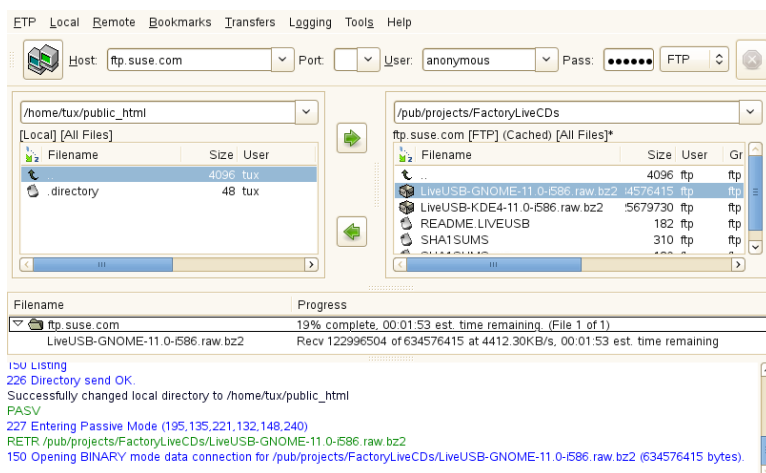 FTP Local Remote Bookmarks Transfers Logging Tools Help
Host: ftp.suse.com Port: User: anonymous Pass: ●●●●●● FTP
/home/tux/public_html
[Local] [All Files]
Filename Size User
.. 4096 tux
.directory 48 tux
/pub/projects/FactoryLiveCDs
ftp.suse.com [FTP] (Cached) [All Files]*
Filename Size User Gr
.. 4096 ftp ftp
LiveUSB-GNOME-11.0-i586.raw.bz2 34576415 ftp ftp
LiveUSB-KDE4-11.0-i586.raw.bz2 :5679730 ftp ftp
README.LIVEUSB 182 ftp ftp
SHA1SUMS 310 ftp ftp
Filename Progress
ftp.suse.com 19% complete, 00:01:53 est. time remaining. (File 1 of 1)
LiveUSB-GNOME-11.0-i586.raw.bz2 Recv 122996504 of 634576415 at 4412.30KB/s, 00:01:53 est. time remaining
150 Listing
226 Directory send OK.
Successfully changed local directory to /home/tux/public_html
PASV
227 Entering Passive Mode (195,135,221,132,148,240)
RETR /pub/projects/FactoryLiveCDs/LiveUSB-GNOME-11.0-i586.raw.bz2
150 Opening BINARY mode data connection for /pub/projects/FactoryLiveCDs/LiveUSB-GNOME-11.0-i586.raw.bz2 (634576415 bytes).